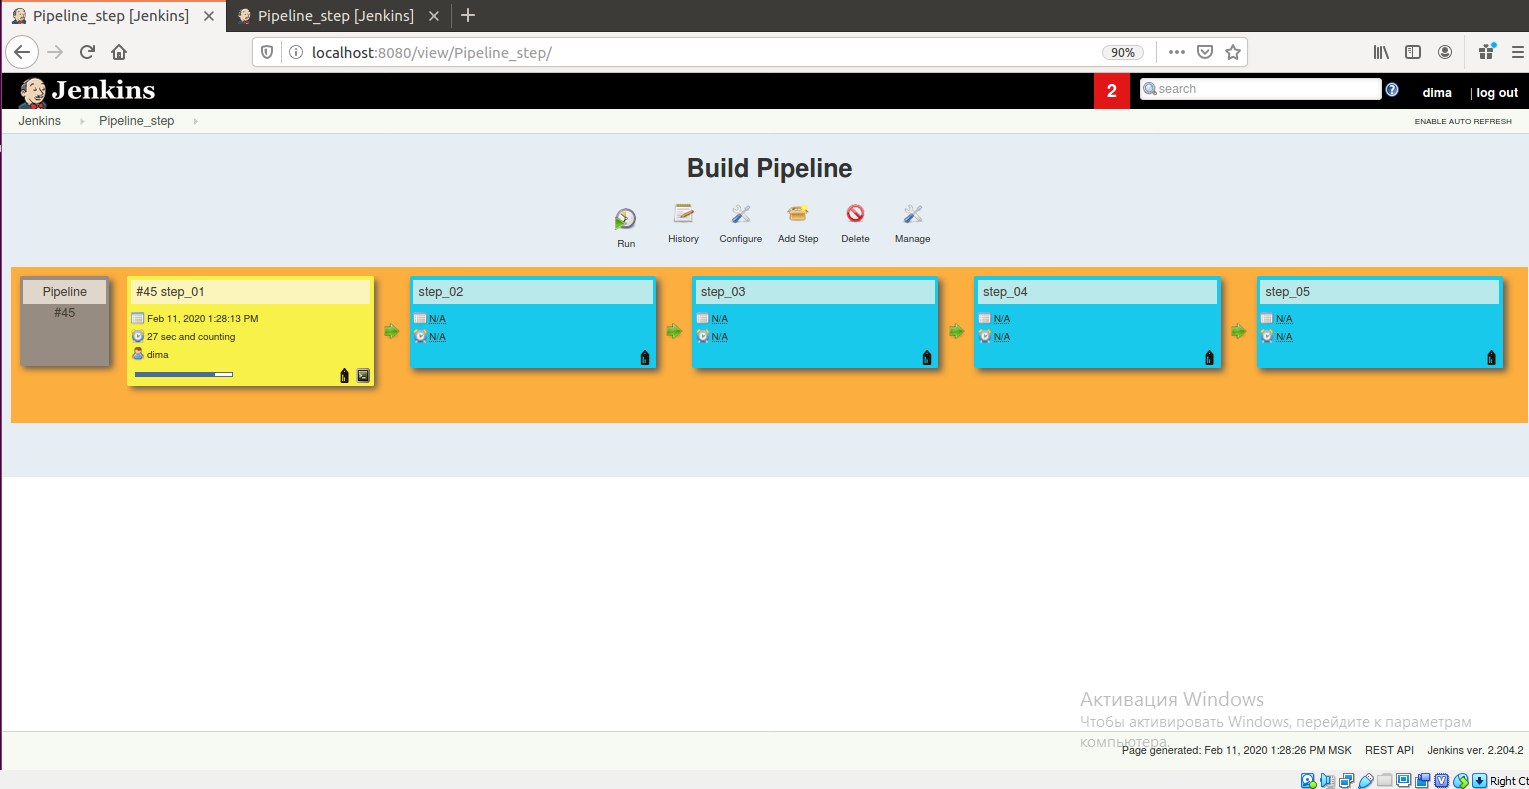 Pipeline_step [Jenkins]
Pipeline_step [Jenkins]
localhost:8080/view/Pipeline_step/
90%
Jenkins
2
search
dima
| log out
Jenkins
Pipeline_step
ENABLE AUTO REFRESH
Build Pipeline
Run
History
Configure
Add Step
Delete
Manage
Pipeline
#45
#45 step_01
Feb 11, 2020 1:28:13 PM
27 sec and counting
dima
step_02
N/A
N/A
step_03
N/A
N/A
step_04
N/A
N/A
step_05
N/A
N/A
Активация Windows
Чтобы активировать Windows, перейдите к параметрам
компьютера.
Page generated: Feb 11, 2020 1:28:26 PM MSK
REST API
Jenkins ver. 2.204.2
Right Ct